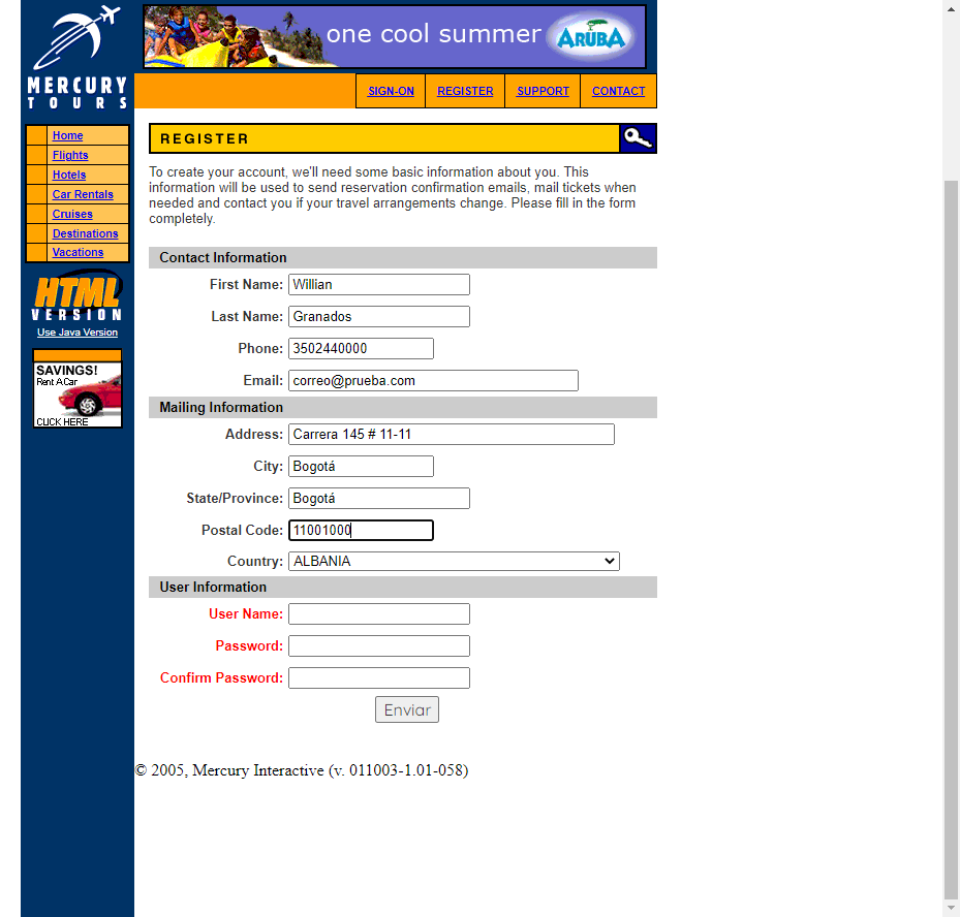 one cool summer ARUBA
MERCURY
TOURS
SIGN-ON REGISTER SUPPORT CONTACT
Home
Flights
Hotels
Car Rentals
Cruises
Destinations
Vacations
HTML
VERSION
Use Java Version
SAVINGS!
Rent A Car
CLICK HERE
REGISTER
To create your account, we'll need some basic information about you. This
information will be used to send reservation confirmation emails, mail tickets when
needed and contact you if your travel arrangements change. Please fill in the form
completely.
Contact Information
First Name: Willian
Last Name: Granados
Phone: 3502440000
Email: correo@prueba.com
Mailing Information
Address: Carrera 145 # 11-11
City: Bogotá
State/Province: Bogotá
Postal Code: 11001000
Country: ALBANIA
User Information
User Name:
Password:
Confirm Password:
Enviar
© 2005, Mercury Interactive (v. 011003-1.01-058)